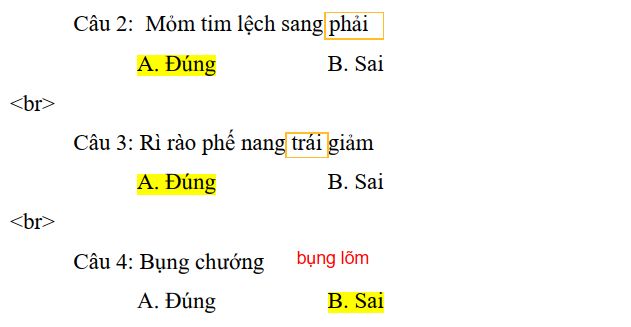 Câu 2: Mỏm tim lệch sang phải
A. Đúng B. Sai
<br>
Câu 3: Rì rào phế nang trái giảm
A. Đúng B. Sai
<br>
Câu 4: Bụng chướng bụng lõm
A. Đúng B. Sai